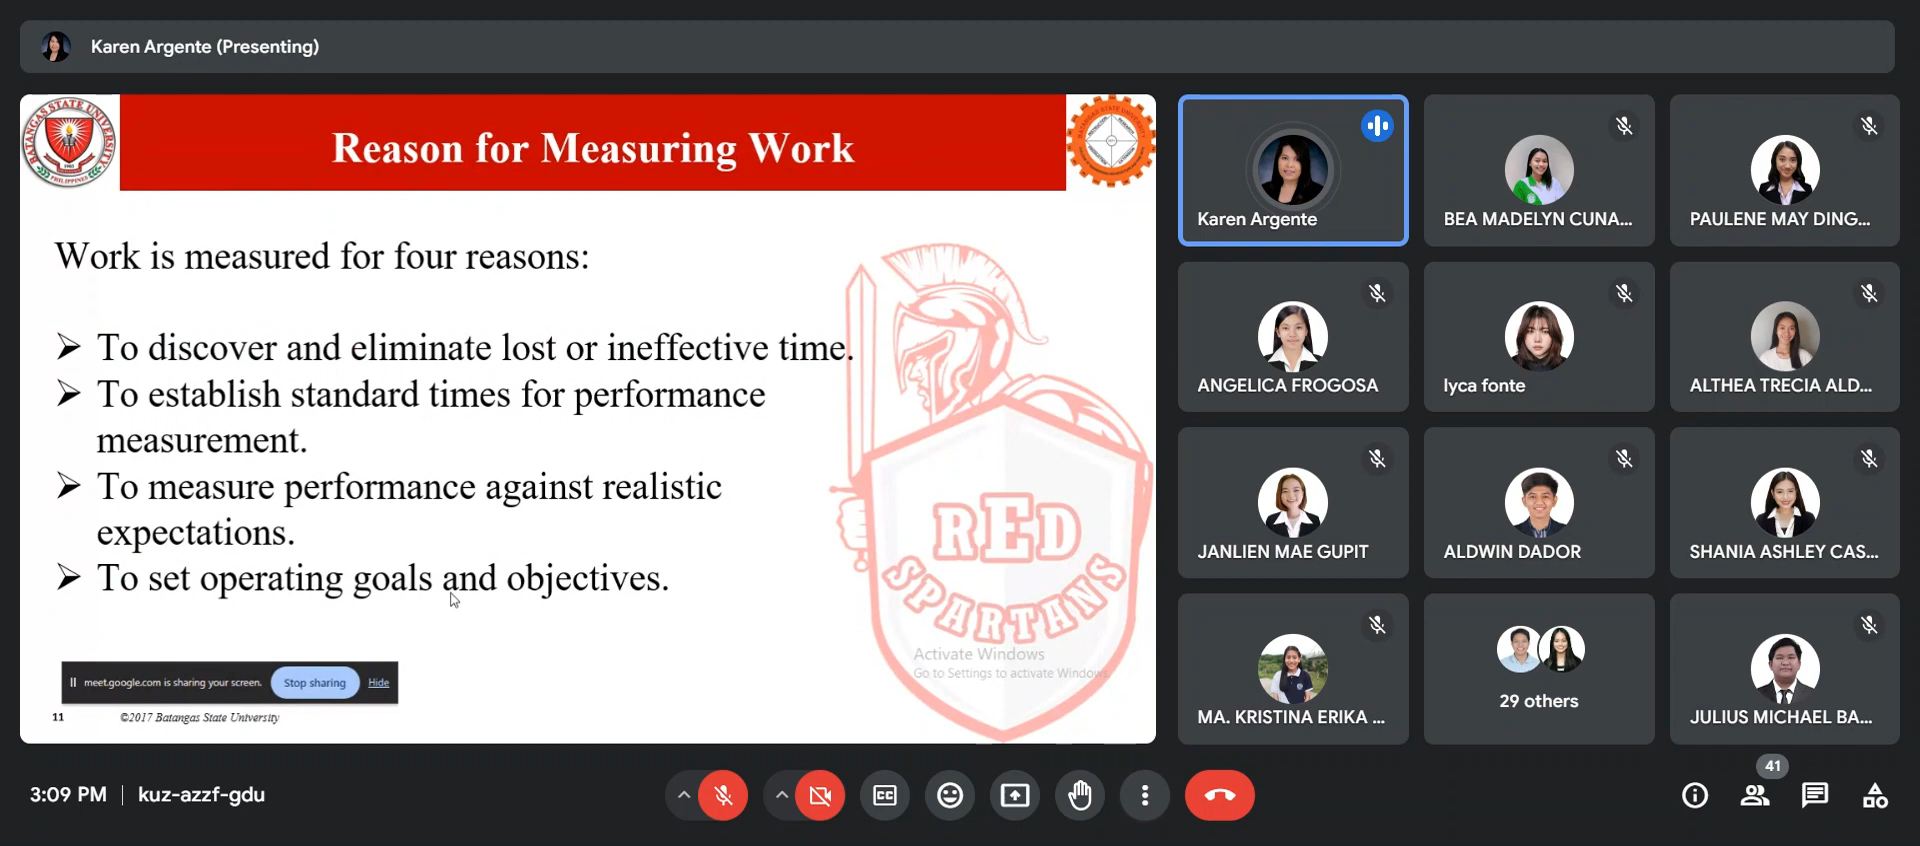 Karen Argente (Presenting)
BATANGAS STATE UNIVERSITY
PHILIPPINES
Reason for Measuring Work
Work is measured for four reasons:
➢ To discover and eliminate lost or ineffective time.
➢ To establish standard times for performance
measurement.
➢ To measure performance against realistic
expectations.
➢ To set operating goals and objectives.
RED
SPARTANS
Activate Windows
Go to Settings to activate Windows.
meet.google.com is sharing your screen.
Stop sharing
Hide
11
©2017 Batangas State University
Karen Argente
BEA MADELYN CUNA...
PAULENE MAY DING...
ANGELICA FROGOSA
lyca fonte
ALTHEA TRECIA ALD...
JANLIEN MAE GUPIT
ALDWIN DADOR
SHANIA ASHLEY CAS...
MA. KRISTINA ERIKA ...
29 others
JULIUS MICHAEL BA...
3:09 PM
kuz-azzf-gdu
CC
41